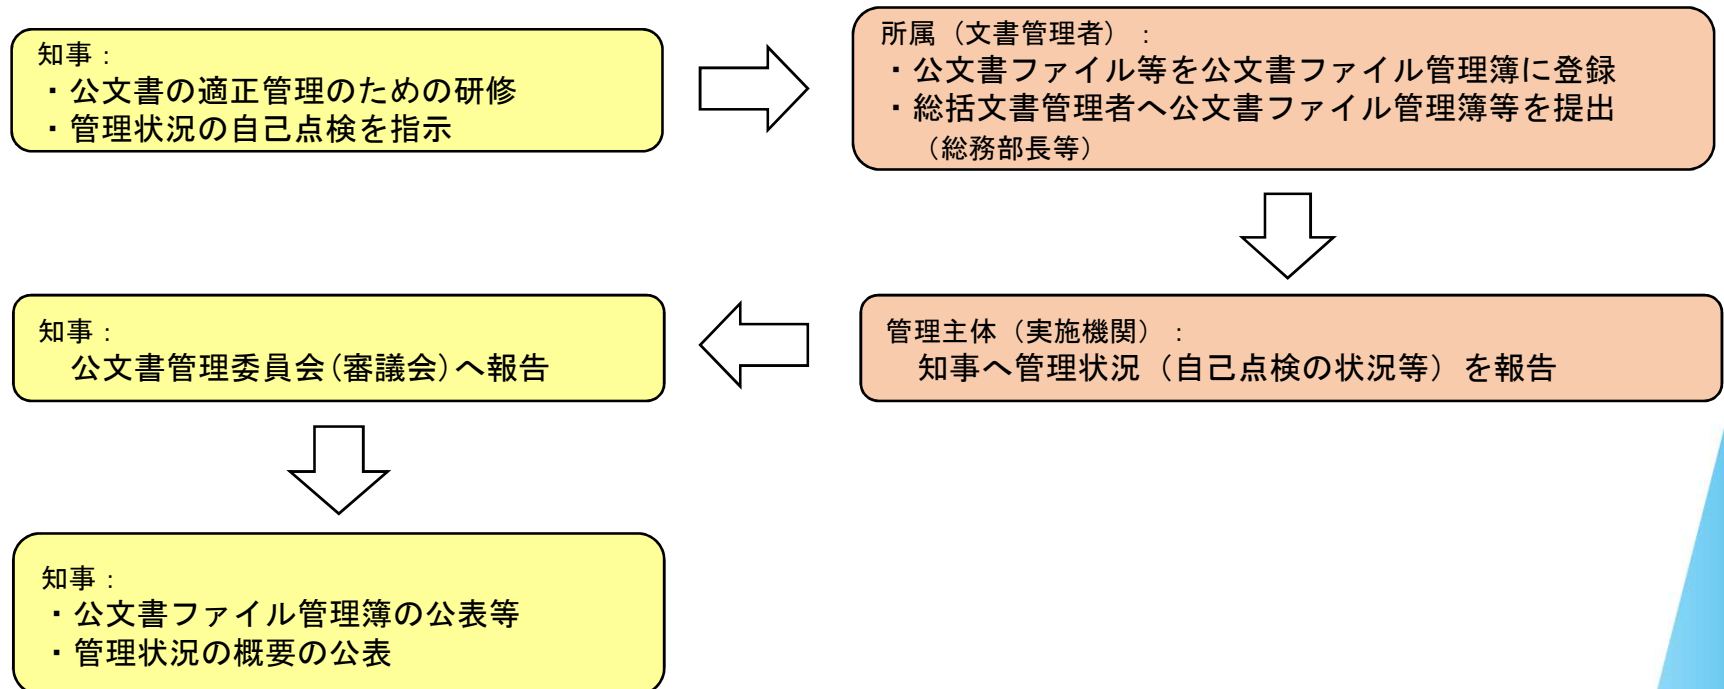 知事：
・公文書の適正管理のための研修
・管理状況の自己点検を指示
所属（文書管理者）：
・公文書ファイル等を公文書ファイル管理簿に登録
・総括文書管理者へ公文書ファイル管理簿等を提出
（総務部長等）
管理主体（実施機関）：
知事へ管理状況（自己点検の状況等）を報告
知事：
公文書管理委員会(審議会)へ報告
知事：
・公文書ファイル管理簿の公表等
・管理状況の概要の公表